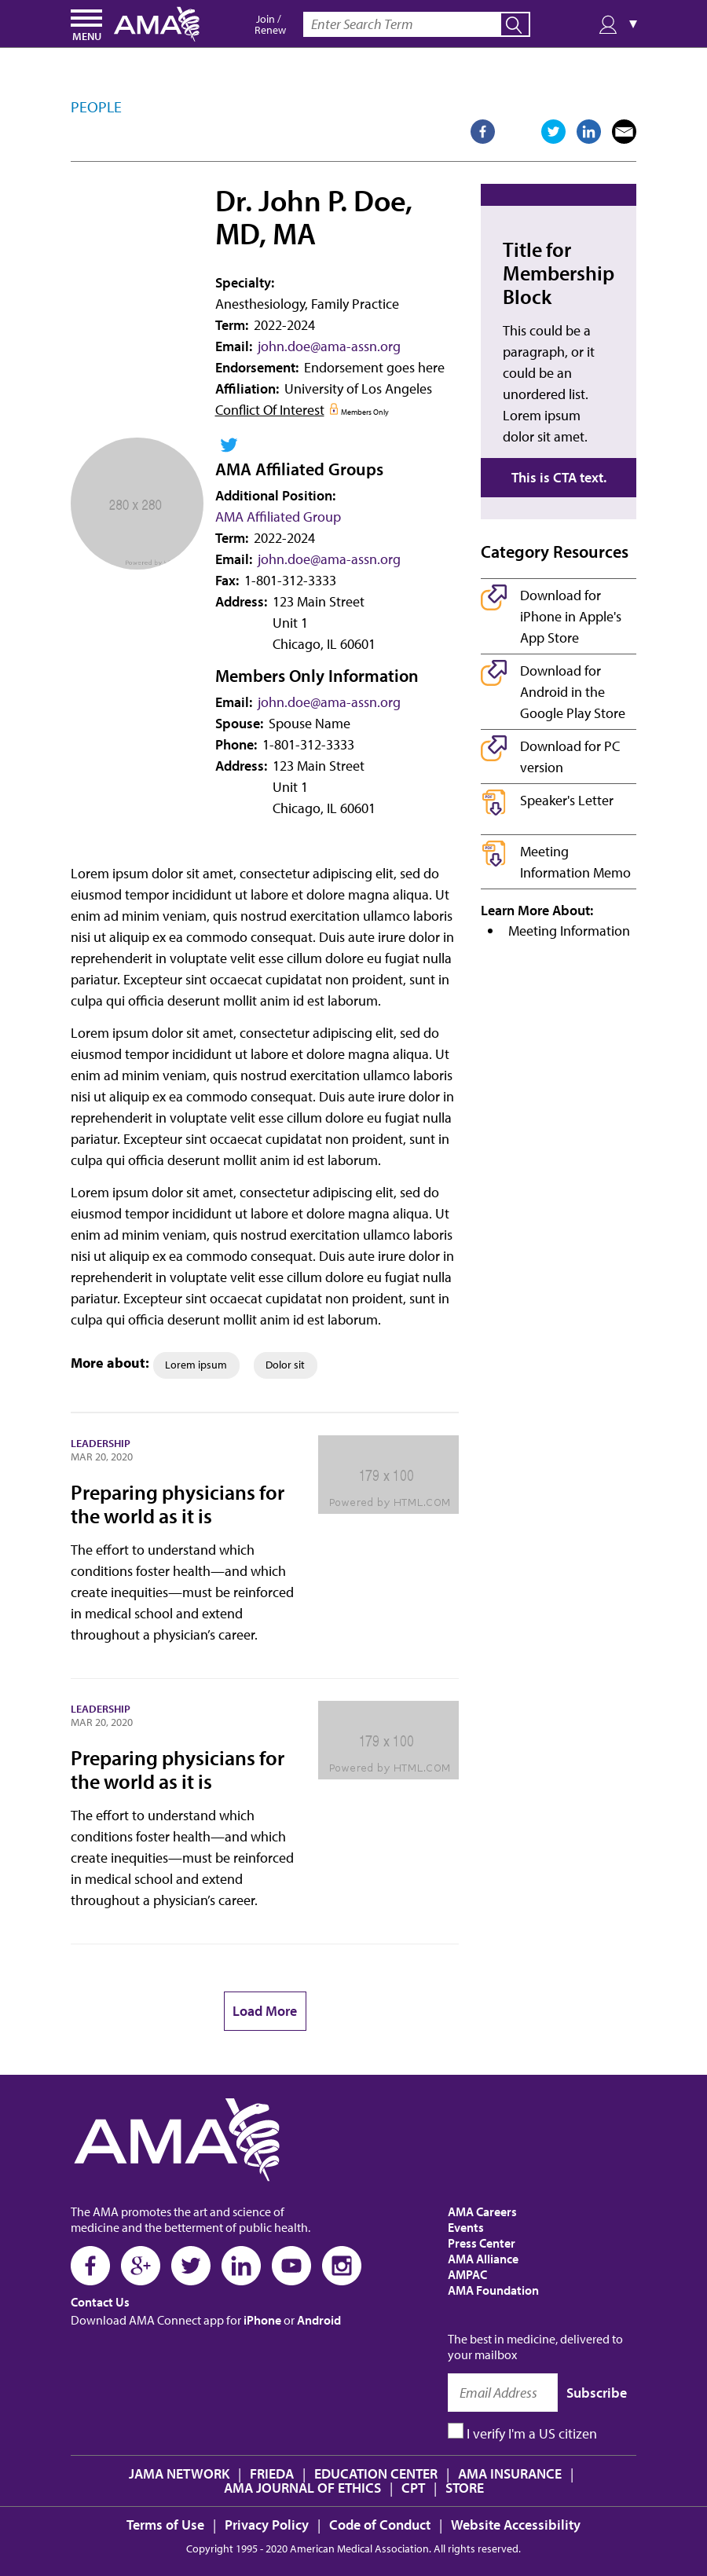 MENU
AMA
Join /
Renew
Enter Search Term
▼
PEOPLE
Dr. John P. Doe,
MD, MA
Specialty:
Anesthesiology, Family Practice
Term: 2022-2024
Email: john.doe@ama-assn.org
Endorsement: Endorsement goes here
Affiliation: University of Los Angeles
Conflict Of Interest Members Only
280 x 280
Powered by
AMA Affiliated Groups
Additional Position:
AMA Affiliated Group
Term: 2022-2024
Email: john.doe@ama-assn.org
Fax: 1-801-312-3333
Address: 123 Main Street
Unit 1
Chicago, IL 60601
Members Only Information
Email: john.doe@ama-assn.org
Spouse: Spouse Name
Phone: 1-801-312-3333
Address: 123 Main Street
Unit 1
Chicago, IL 60601
Title for
Membership
Block
This could be a
paragraph, or it
could be an
unordered list.
Lorem ipsum
dolor sit amet.
This is CTA text.
Category Resources
Download for
iPhone in Apple's
App Store
Download for
Android in the
Google Play Store
Download for PC
version
PDF
Speaker's Letter
PDF
Meeting
Information Memo
Learn More About:
• Meeting Information
Lorem ipsum dolor sit amet, consectetur adipiscing elit, sed do
eiusmod tempor incididunt ut labore et dolore magna aliqua. Ut
enim ad minim veniam, quis nostrud exercitation ullamco laboris
nisi ut aliquip ex ea commodo consequat. Duis aute irure dolor in
reprehenderit in voluptate velit esse cillum dolore eu fugiat nulla
pariatur. Excepteur sint occaecat cupidatat non proident, sunt in
culpa qui officia deserunt mollit anim id est laborum.
Lorem ipsum dolor sit amet, consectetur adipiscing elit, sed do
eiusmod tempor incididunt ut labore et dolore magna aliqua. Ut
enim ad minim veniam, quis nostrud exercitation ullamco laboris
nisi ut aliquip ex ea commodo consequat. Duis aute irure dolor in
reprehenderit in voluptate velit esse cillum dolore eu fugiat nulla
pariatur. Excepteur sint occaecat cupidatat non proident, sunt in
culpa qui officia deserunt mollit anim id est laborum.
Lorem ipsum dolor sit amet, consectetur adipiscing elit, sed do
eiusmod tempor incididunt ut labore et dolore magna aliqua. Ut
enim ad minim veniam, quis nostrud exercitation ullamco laboris
nisi ut aliquip ex ea commodo consequat. Duis aute irure dolor in
reprehenderit in voluptate velit esse cillum dolore eu fugiat nulla
pariatur. Excepteur sint occaecat cupidatat non proident, sunt in
culpa qui officia deserunt mollit anim id est laborum.
More about: Lorem ipsum Dolor sit
LEADERSHIP
MAR 20, 2020
Preparing physicians for
the world as it is
The effort to understand which
conditions foster health—and which
create inequities—must be reinforced
in medical school and extend
throughout a physician’s career.
179 x 100
Powered by HTML.COM
LEADERSHIP
MAR 20, 2020
Preparing physicians for
the world as it is
The effort to understand which
conditions foster health—and which
create inequities—must be reinforced
in medical school and extend
throughout a physician’s career.
179 x 100
Powered by HTML.COM
Load More
AMA
The AMA promotes the art and science of
medicine and the betterment of public health.
Contact Us
Download AMA Connect app for iPhone or Android
AMA Careers
Events
Press Center
AMA Alliance
AMPAC
AMA Foundation
The best in medicine, delivered to
your mailbox
Email Address Subscribe
I verify I'm a US citizen
JAMA NETWORK | FRIEDA | EDUCATION CENTER | AMA INSURANCE |
AMA JOURNAL OF ETHICS | CPT | STORE
Terms of Use | Privacy Policy | Code of Conduct | Website Accessibility
Copyright 1995 - 2020 American Medical Association. All rights reserved.